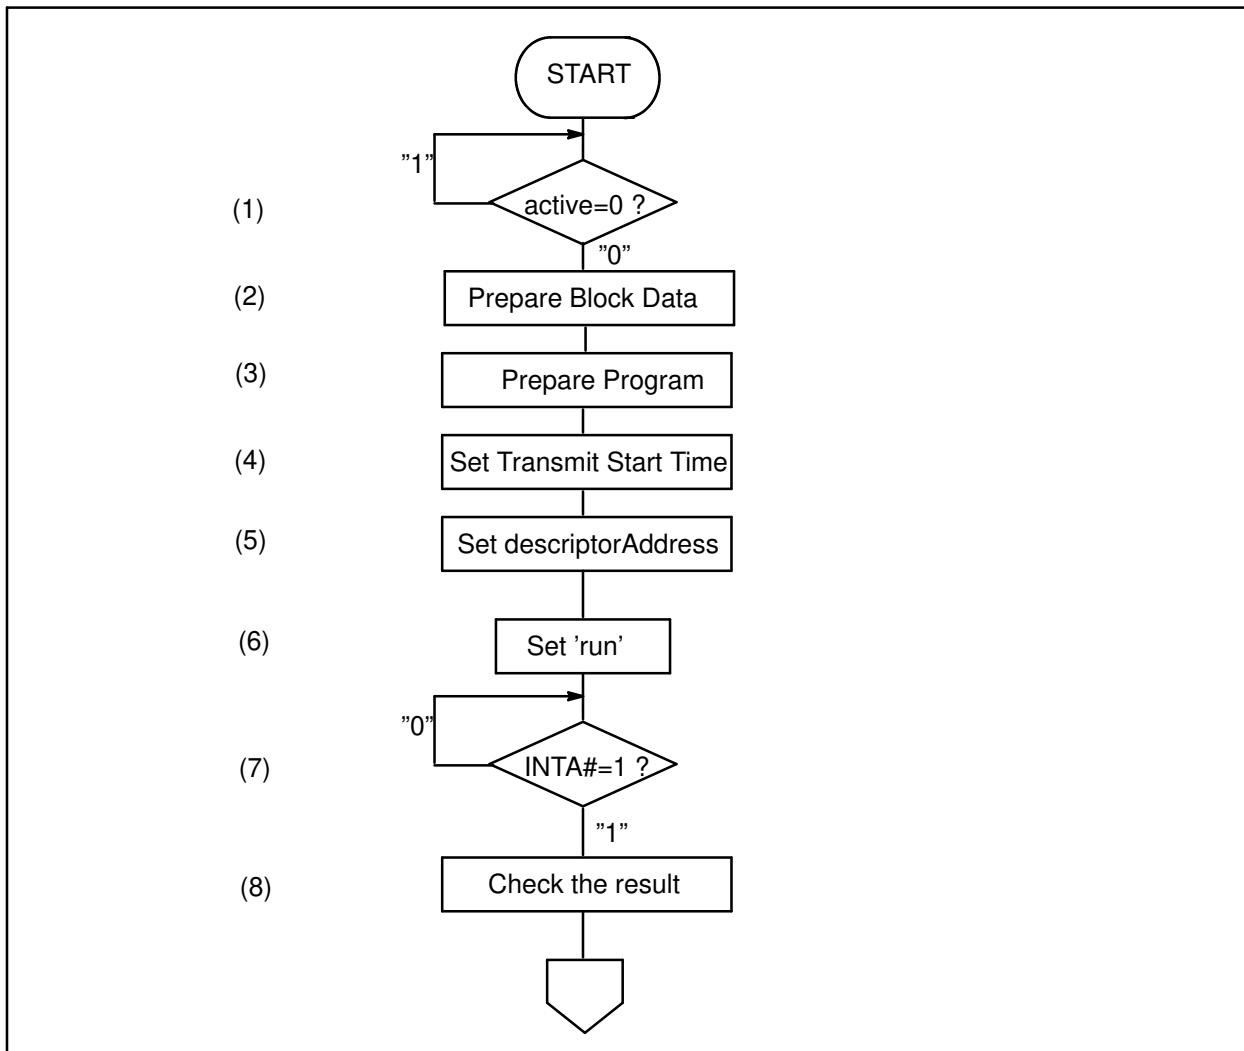 START
”1”
(1) active=0 ?
”0”
(2) Prepare Block Data
(3) Prepare Program
(4) Set Transmit Start Time
(5) Set descriptorAddress
(6) Set ’run’
”0”
(7) INTA#=1 ?
”1”
(8) Check the result